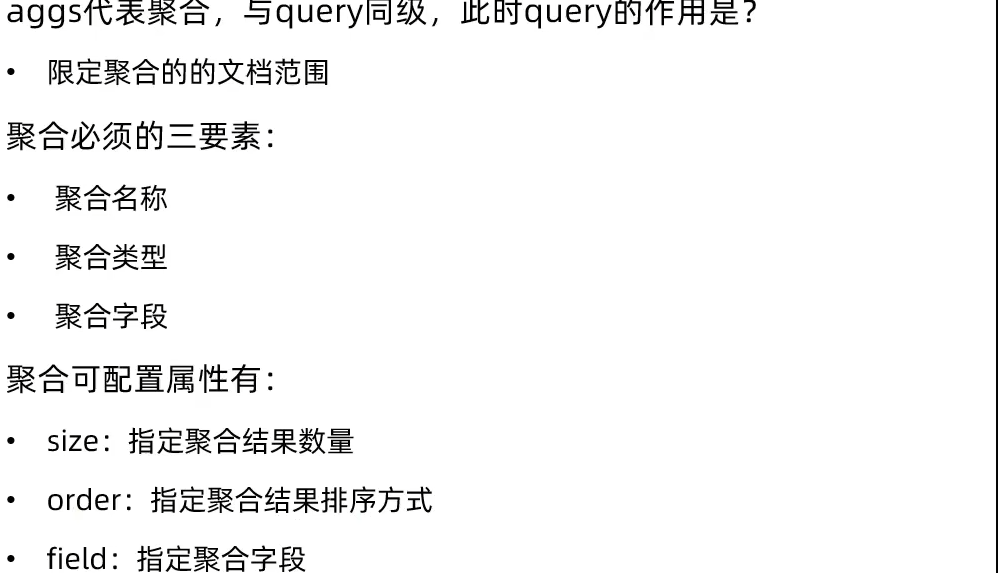 aggs代表聚合，与query同级，此时query的作用是？
• 限定聚合的的文档范围
聚合必须的三要素：
• 聚合名称
• 聚合类型
• 聚合字段
聚合可配置属性有：
• size：指定聚合结果数量
• order：指定聚合结果排序方式
• field：指定聚合字段